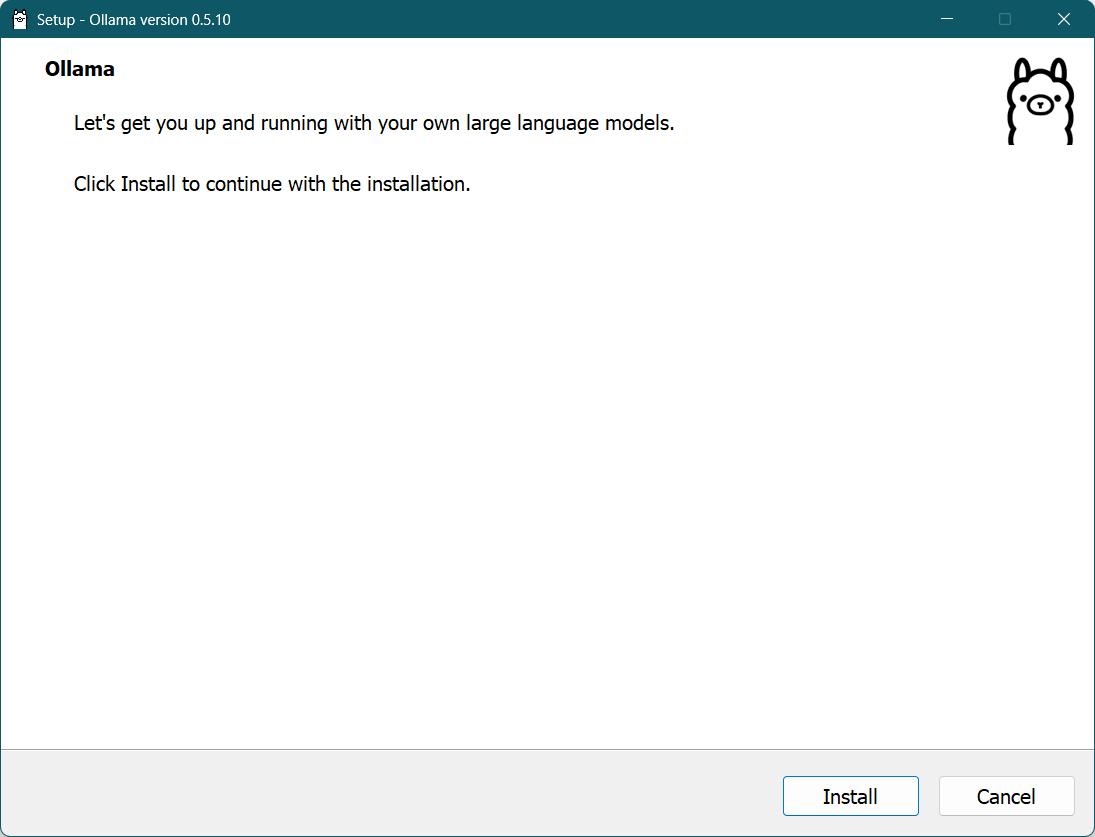 Setup - Ollama version 0.5.10
Ollama
Let's get you up and running with your own large language models.
Click Install to continue with the installation.
Install
Cancel